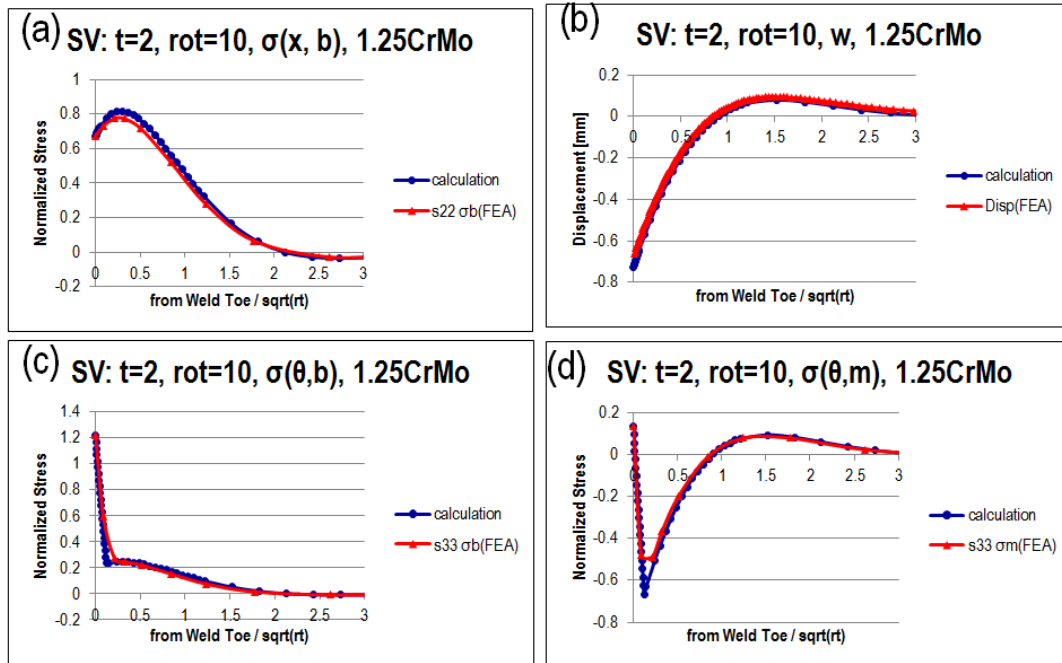 (a)
SV: t=2, rot=10, σ(x, b), 1.25CrMo
1
0.8
0.6
0.4
0.2
0
-0.2
Normalized Stress
0 0.5 1 1.5 2 2.5 3
from Weld Toe / sqrt(rt)
calculation
s22 σb(FEA)
(b)
SV: t=2, rot=10, w, 1.25CrMo
0.2
0
-0.2
-0.4
-0.6
-0.8
Displacement [mm]
0 0.5 1 1.5 2 2.5 3
from Weld Toe / sqrt(rt)
calculation
Disp(FEA)
(c)
SV: t=2, rot=10, σ(θ,b), 1.25CrMo
1.4
1.2
1.0
0.8
0.6
0.4
0.2
0.0
-0.2
Normalized Stress
0 0.5 1 1.5 2 2.5 3
from Weld Toe / sqrt(rt)
calculation
s33 σb(FEA)
(d)
SV: t=2, rot=10, σ(θ,m), 1.25CrMo
0.2
0.0
-0.2
-0.4
-0.6
-0.8
Normalized Stress
0 0.5 1 1.5 2 2.5 3
from Weld Toe / sqrt(rt)
calculation
s33 σm(FEA)